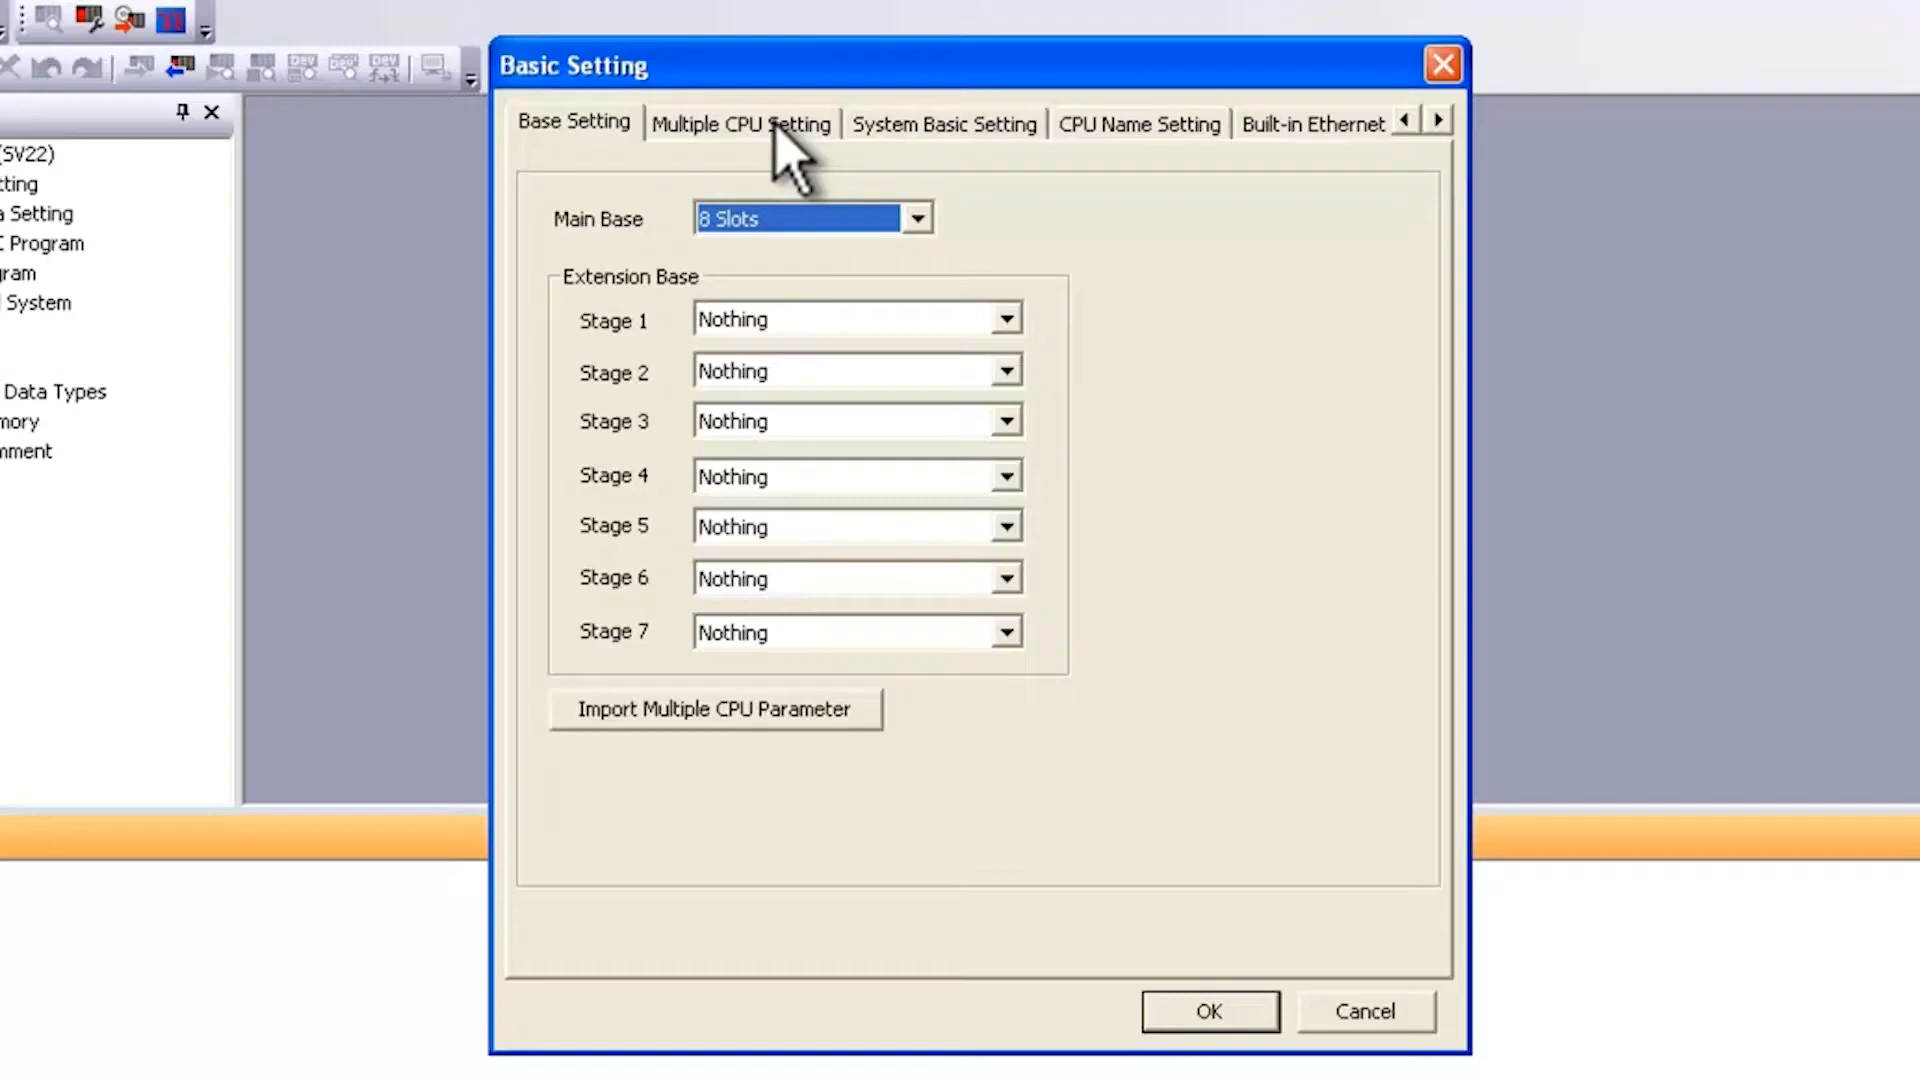 Basic Setting
Base Setting
Multiple CPU Setting
System Basic Setting
CPU Name Setting
Built-in Ethernet
(SV22)
tting
a Setting
C Program
gram
System
Data Types
mory
mment
Main Base
8 Slots
Extension Base
Stage 1 Nothing
Stage 2 Nothing
Stage 3 Nothing
Stage 4 Nothing
Stage 5 Nothing
Stage 6 Nothing
Stage 7 Nothing
Import Multiple CPU Parameter
OK
Cancel